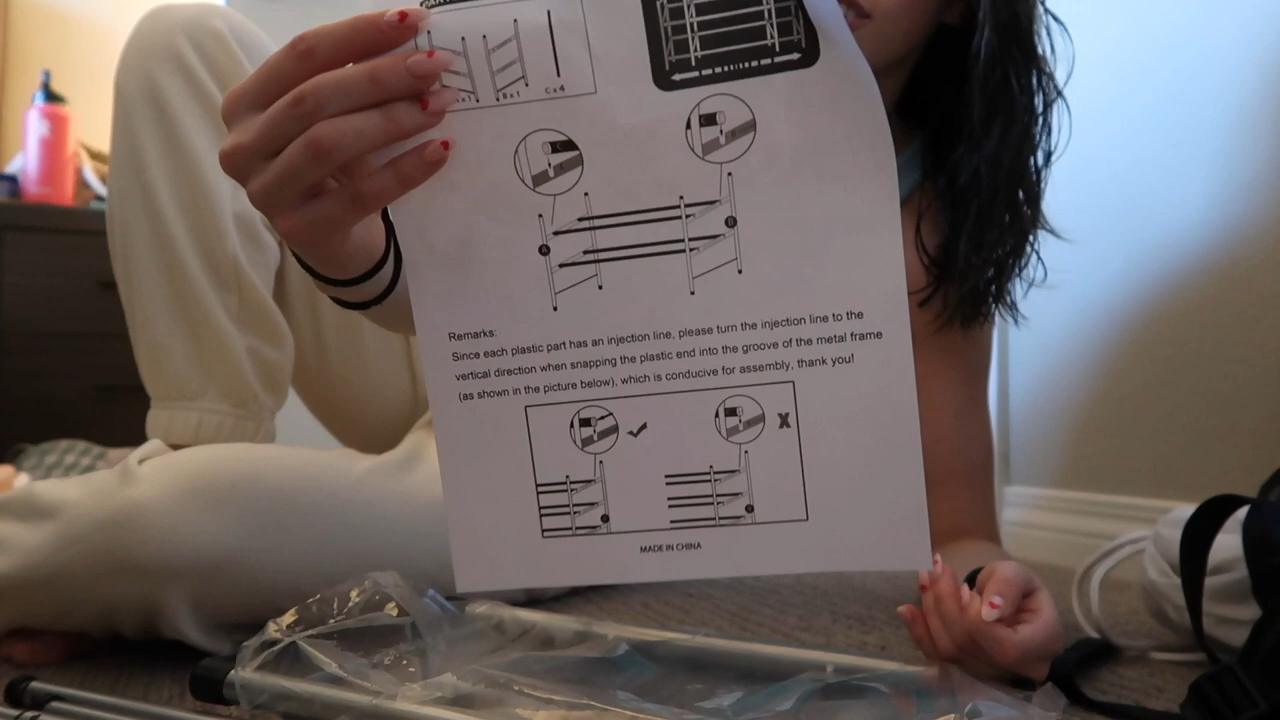 B x 1
C x 4
A
B
Remarks:
Since each plastic part has an injection line, please turn the injection line to the
vertical direction when snapping the plastic end into the groove of the metal frame
(as shown in the picture below), which is conducive for assembly, thank you!
X
MADE IN CHINA